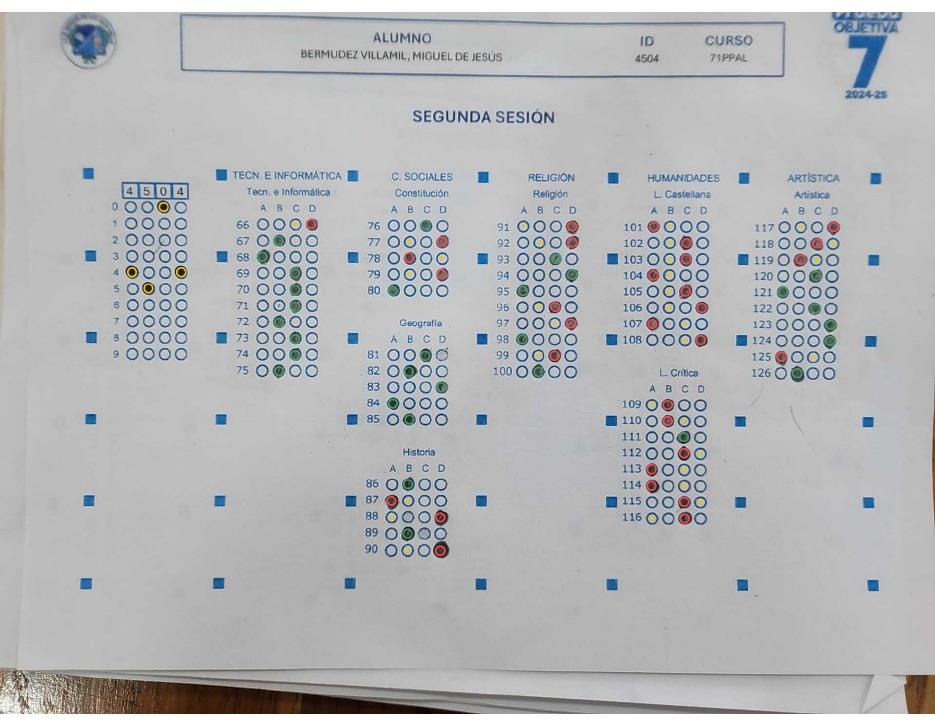 ALUMNO ID CURSO
BERMUDEZ VILLAMIL, MIGUEL DE JESÚS 4504 71PPAL
OBJETIVA
7
2024-25
SEGUNDA SESIÓN
4 5 0 4
0
1
2
3
4
5
6
7
8
9
TECN. E INFORMÁTICA
Tecn. e Informática
A B C D
66
67
68
69
70
71
72
73
74
75
C. SOCIALES
Constitución
A B C D
76
77
78
79
80
Geografía
A B C D
81
82
83
84
85
Historia
A B C D
86
87
88
89
90
RELIGIÓN
Religión
A B C D
91
92
93
94
95
96
97
98
99
100
HUMANIDADES
L. Castellana
A B C D
101
102
103
104
105
106
107
108
L. Crítica
A B C D
109
110
111
112
113
114
115
116
ARTÍSTICA
Artística
A B C D
117
118
119
120
121
122
123
124
125
126